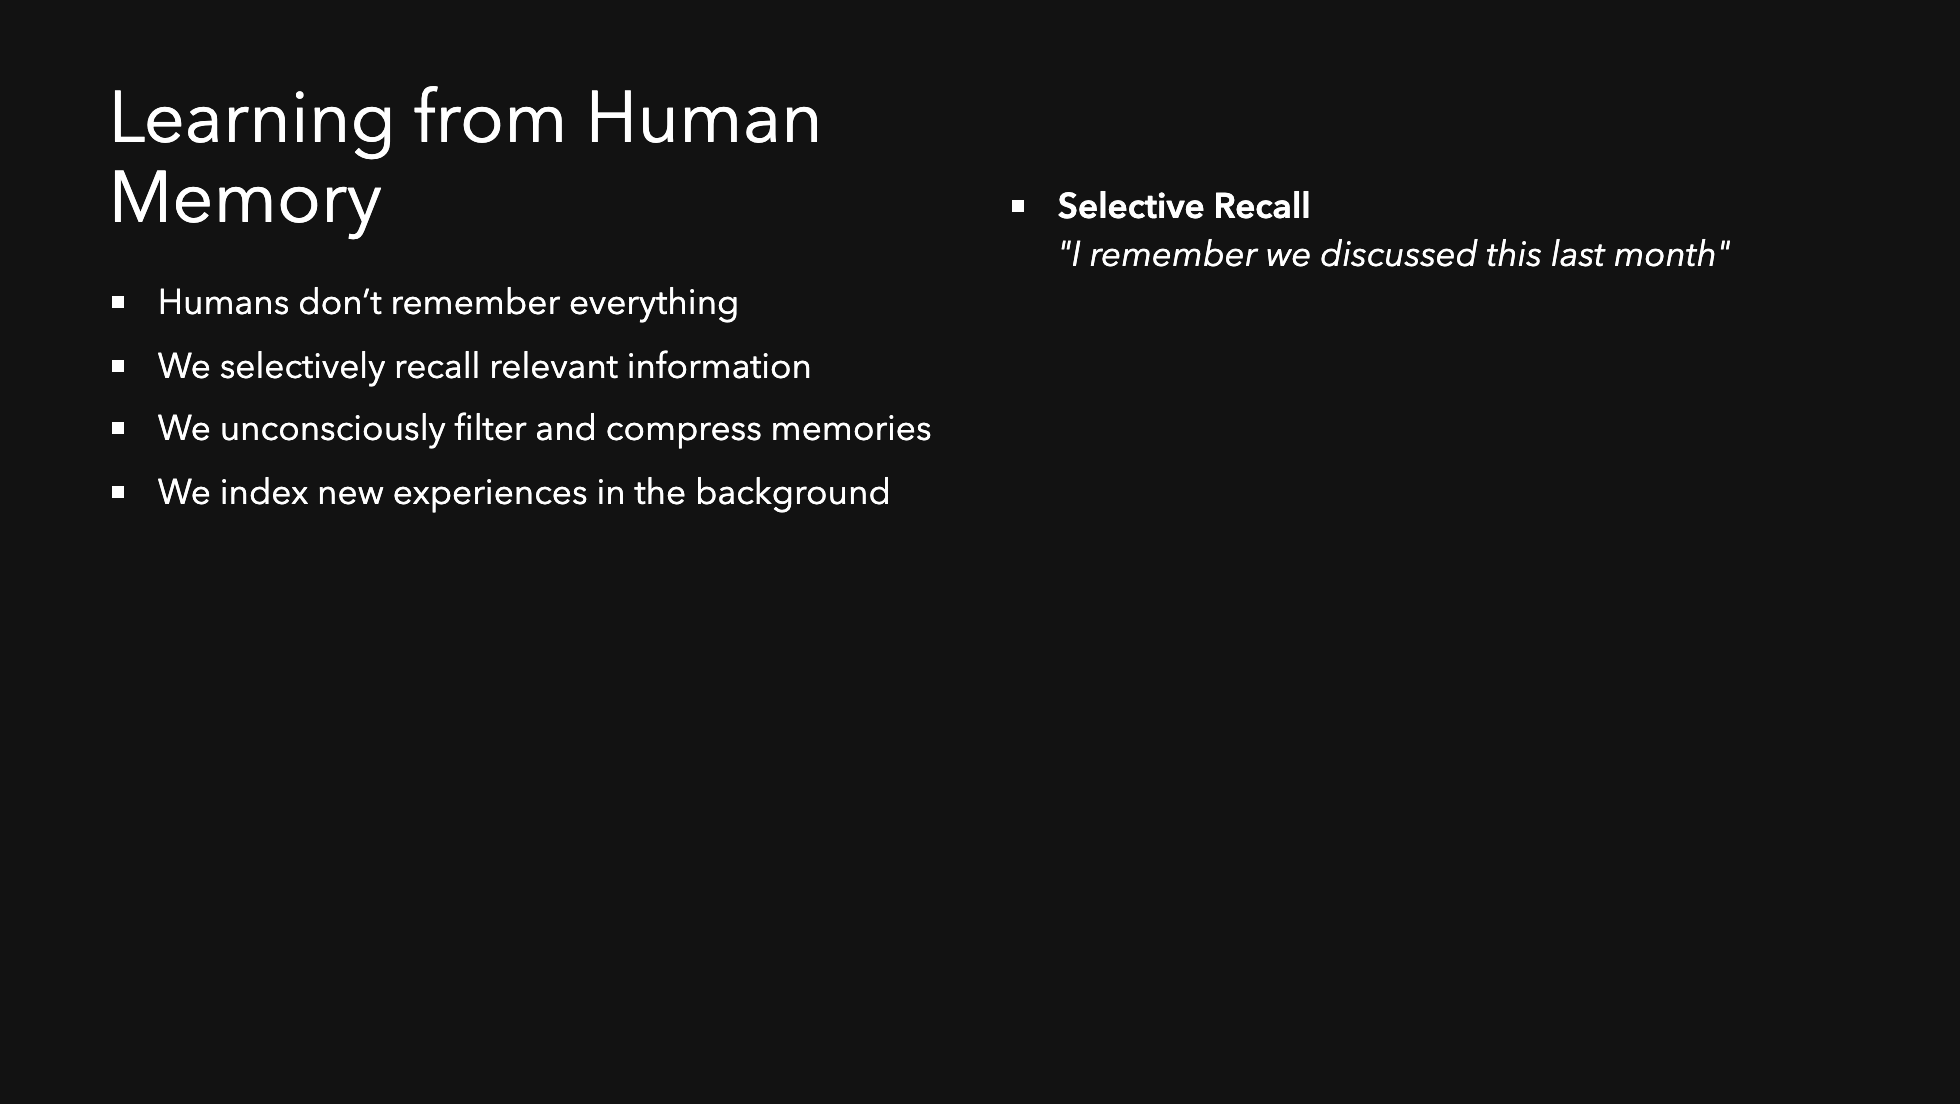 Learning from Human
Memory
▪ Humans don’t remember everything
▪ We selectively recall relevant information
▪ We unconsciously filter and compress memories
▪ We index new experiences in the background
▪ Selective Recall
"I remember we discussed this last month"